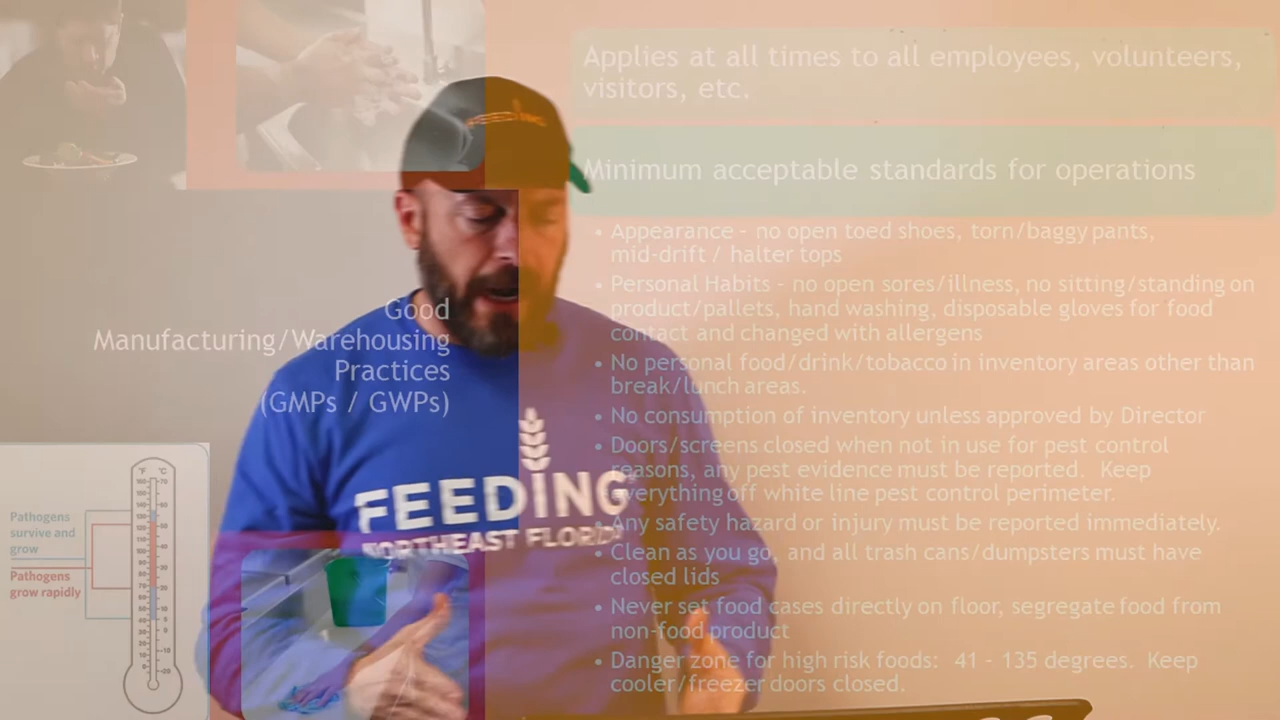 Applies at all times to all employees, volunteers,
visitors, etc.
Minimum acceptable standards for operations
• Appearance – no open toed shoes, torn/baggy pants,
mid-drift / halter tops
• Personal Habits – no open sores/illness, no sitting/standing on
product/pallets, hand washing, disposable gloves for food
contact and changed with allergens
• No personal food/drink/tobacco in inventory areas other than
break/lunch areas.
• No consumption of inventory unless approved by Director
• Doors/screens closed when not in use for pest control
reasons, any pest evidence must be reported. Keep
everything off white line pest control perimeter.
• Any safety hazard or injury must be reported immediately.
• Clean as you go, and all trash cans/dumpsters must have
closed lids
• Never set food cases directly on floor, segregate food from
non-food product
• Danger zone for high risk foods: 41 - 135 degrees. Keep
cooler/freezer doors closed.
Good
Manufacturing/Warehousing
Practices
(GMPs / GWPs)
FEEDING
NORTHEAST FLORIDA
°F °C
Pathogens
survive and
grow
Pathogens
grow rapidly